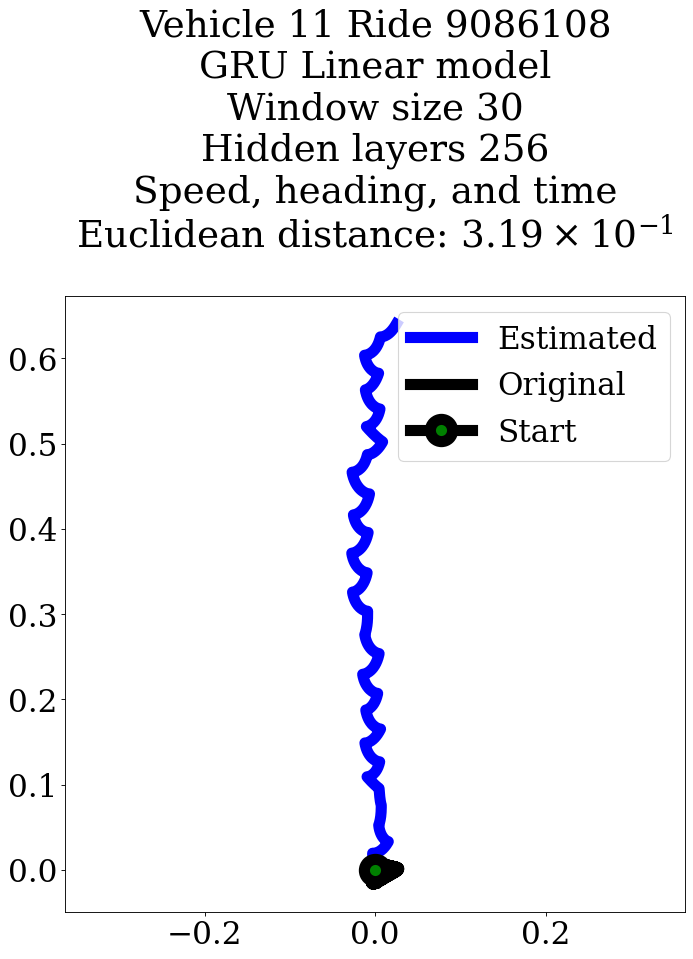 Vehicle 11 Ride 9086108
GRU Linear model
Window size 30
Hidden layers 256
Speed, heading, and time
Euclidean distance: 3.19 × 10⁻¹
Estimated
Original
Start
0.6
0.5
0.4
0.3
0.2
0.1
0.0
−0.2 0.0 0.2